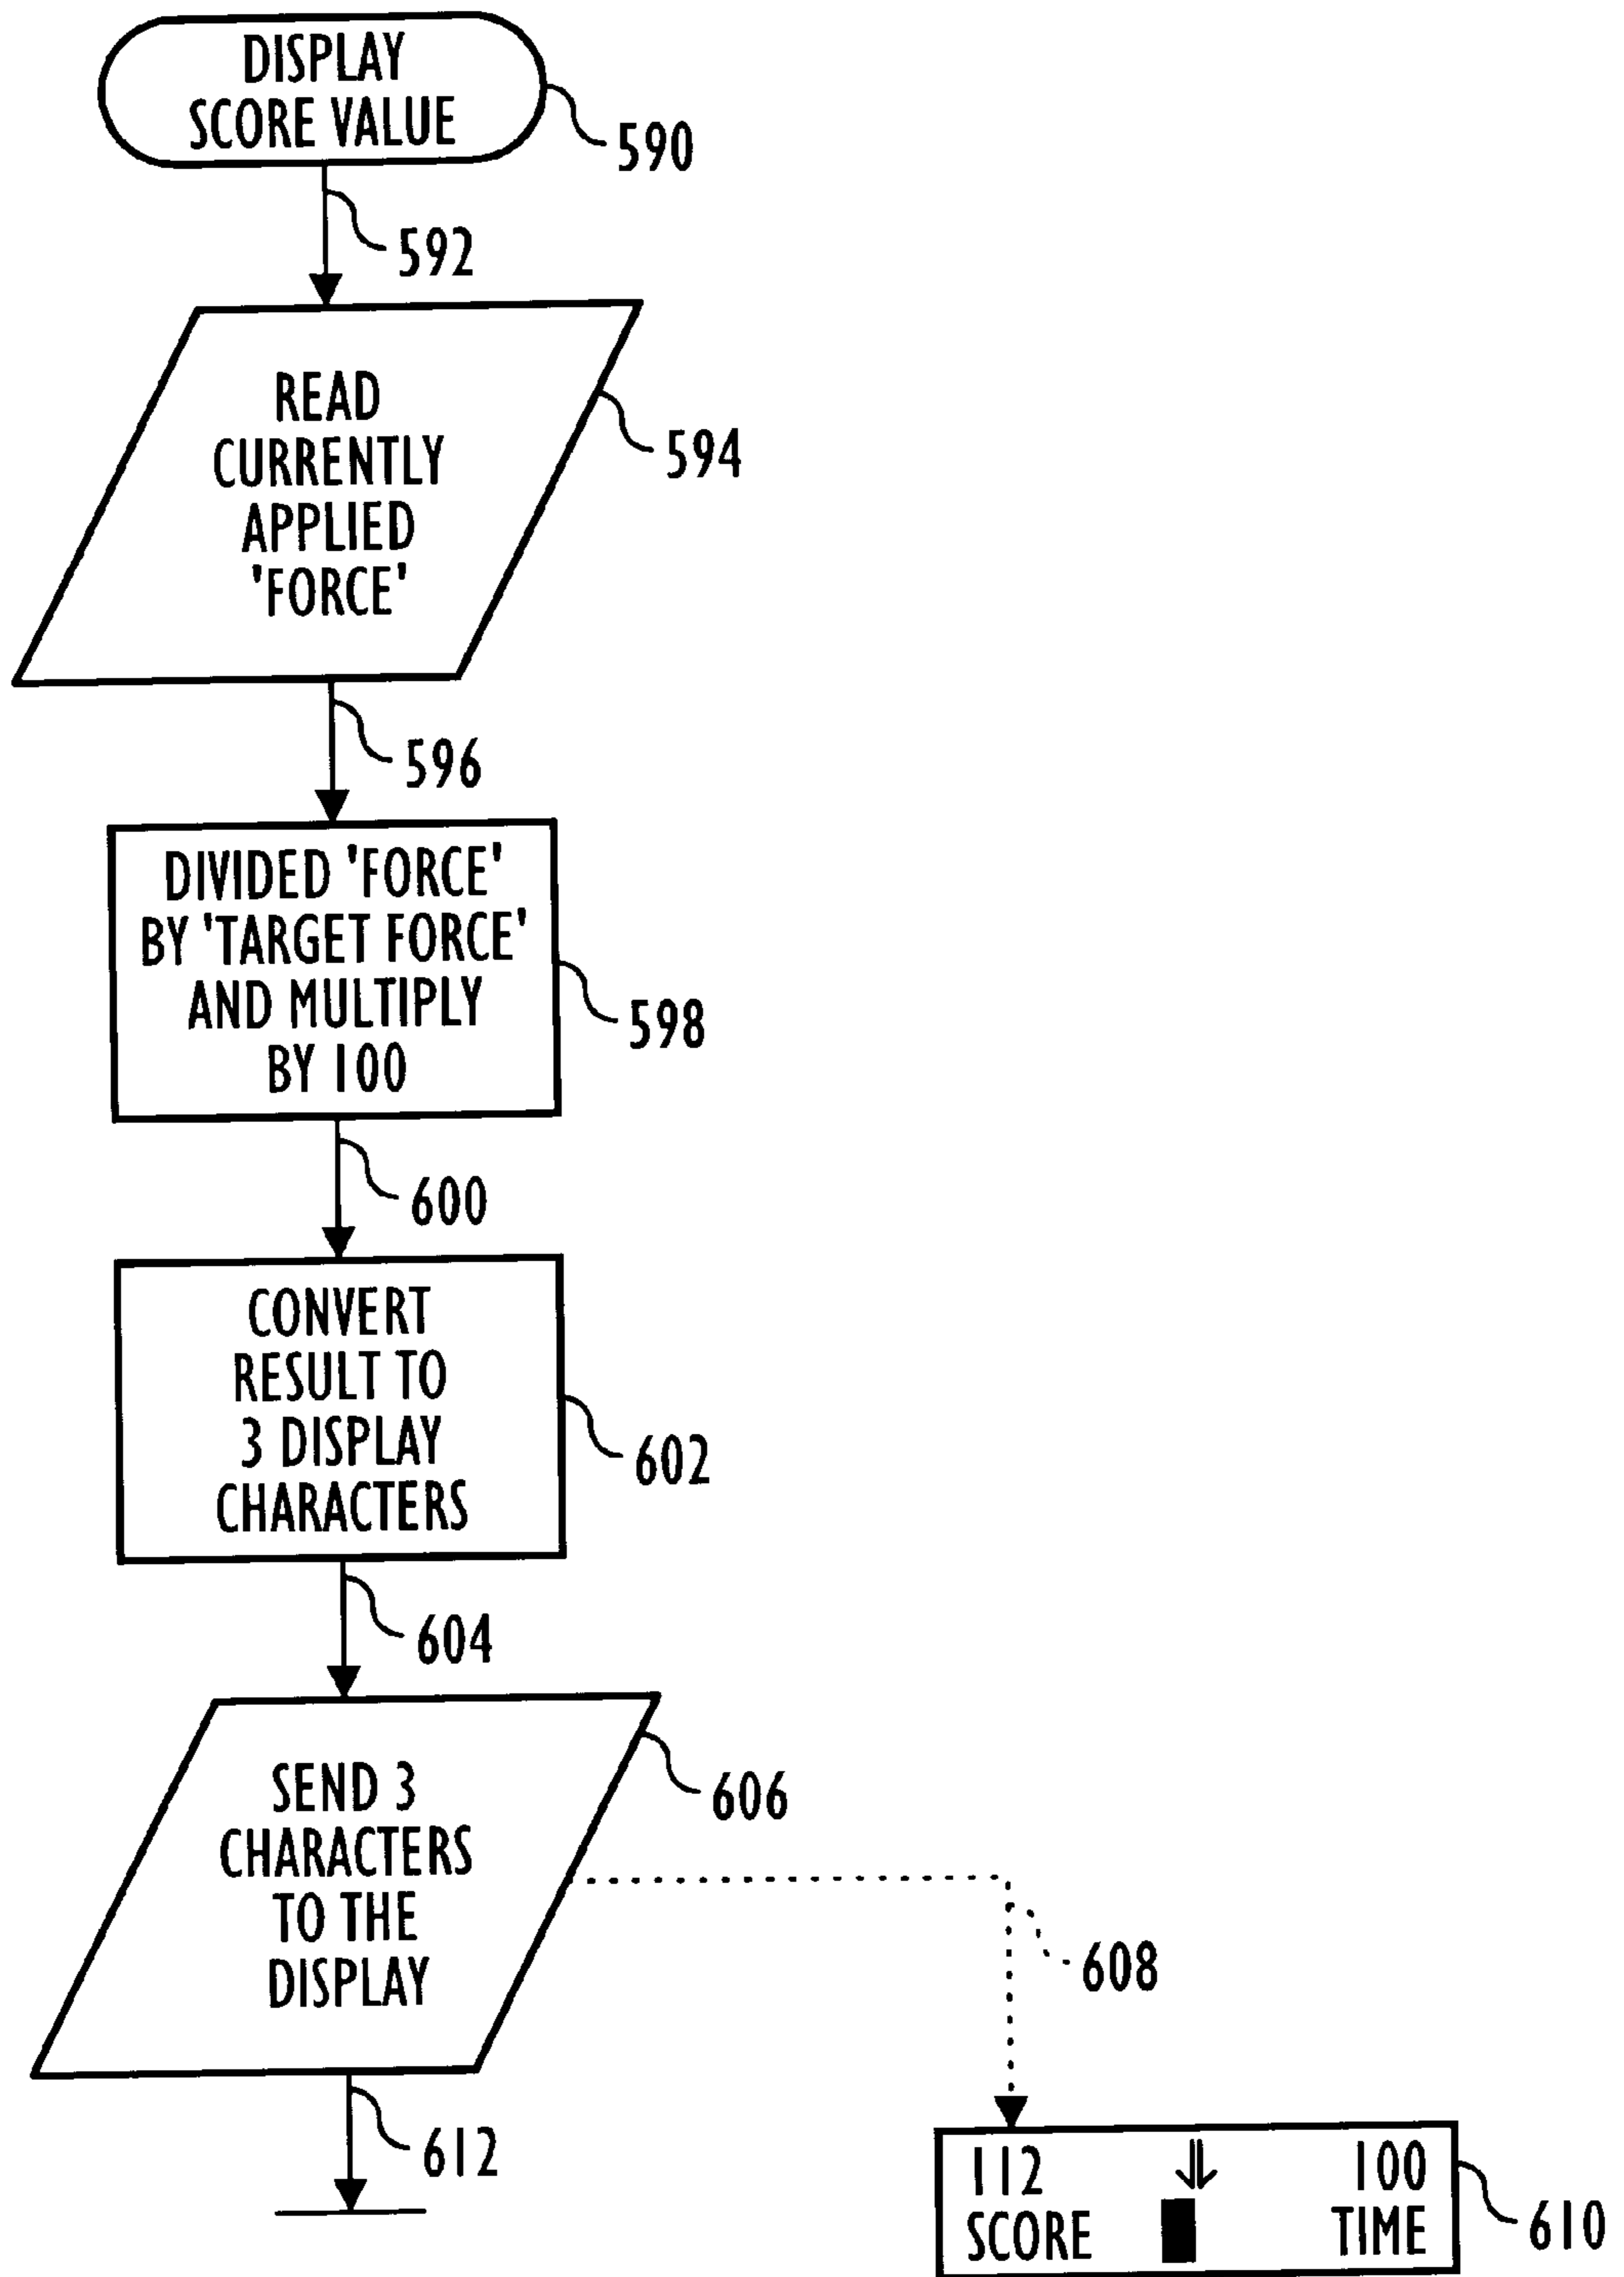 DISPLAY
SCORE VALUE
590
592
READ
CURRENTLY
APPLIED
'FORCE'
594
596
DIVIDED 'FORCE'
BY 'TARGET FORCE'
AND MULTIPLY
BY 100
598
600
CONVERT
RESULT TO
3 DISPLAY
CHARACTERS
602
604
SEND 3
CHARACTERS
TO THE
DISPLAY
606
608
612
112 ⇓ 100
SCORE TIME
610